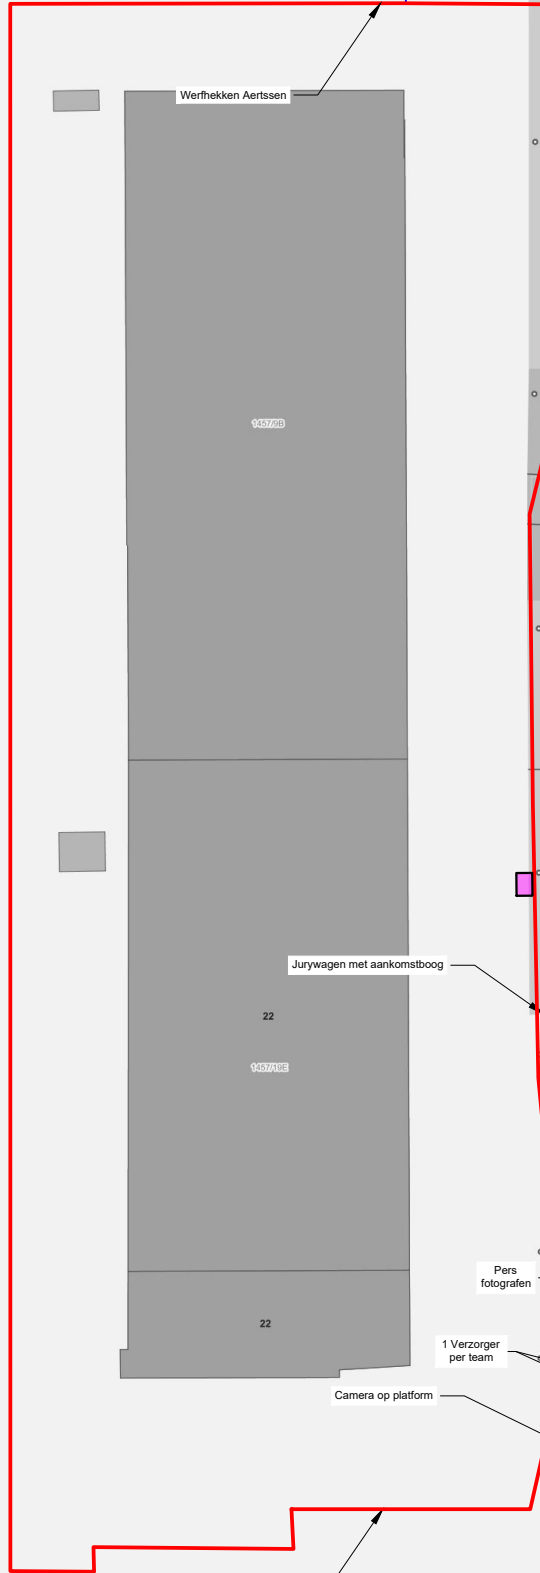 Werfhekken Aertssen
1457/9B
Jurywagen met aankomstboog
22
1457/19E
Pers
fotografen
22
1 Verzorger
per team
Camera op platform